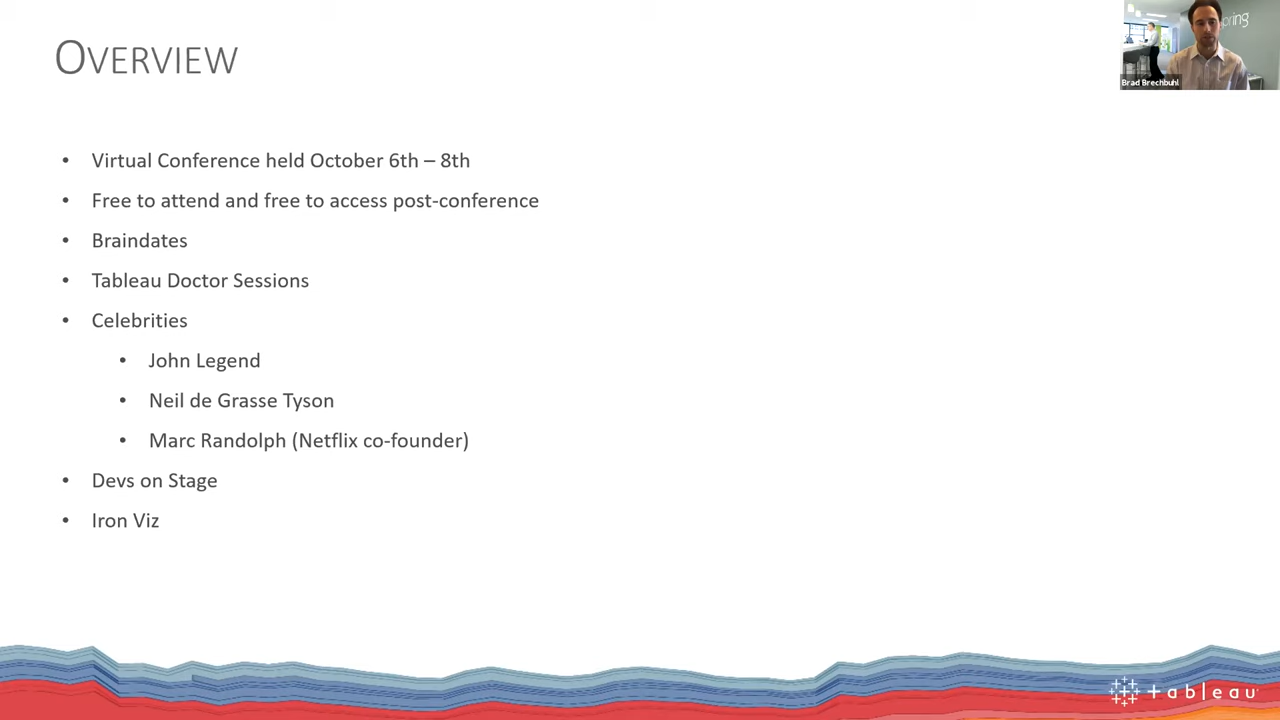 OVERVIEW
pring
Brad Brechbuhl
• Virtual Conference held October 6th – 8th
• Free to attend and free to access post-conference
• Braindates
• Tableau Doctor Sessions
• Celebrities
• John Legend
• Neil de Grasse Tyson
• Marc Randolph (Netflix co-founder)
• Devs on Stage
• Iron Viz
tableau